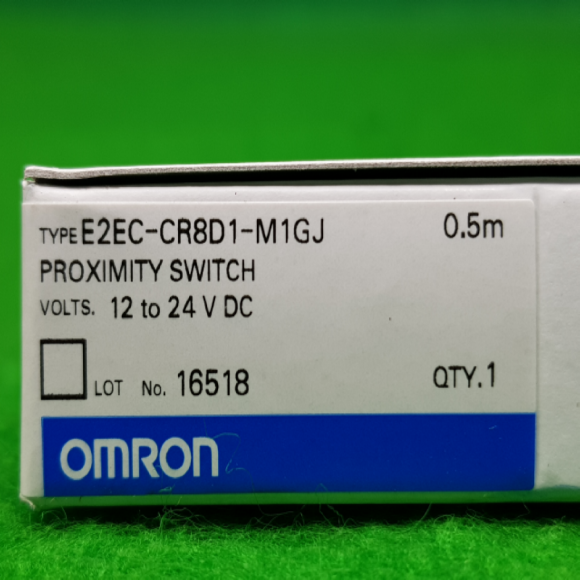 TYPE E2EC-CR8D1-M1GJ 0.5m
PROXIMITY SWITCH
VOLTS. 12 to 24 V DC
LOT No. 16518 QTY.1
OMRON